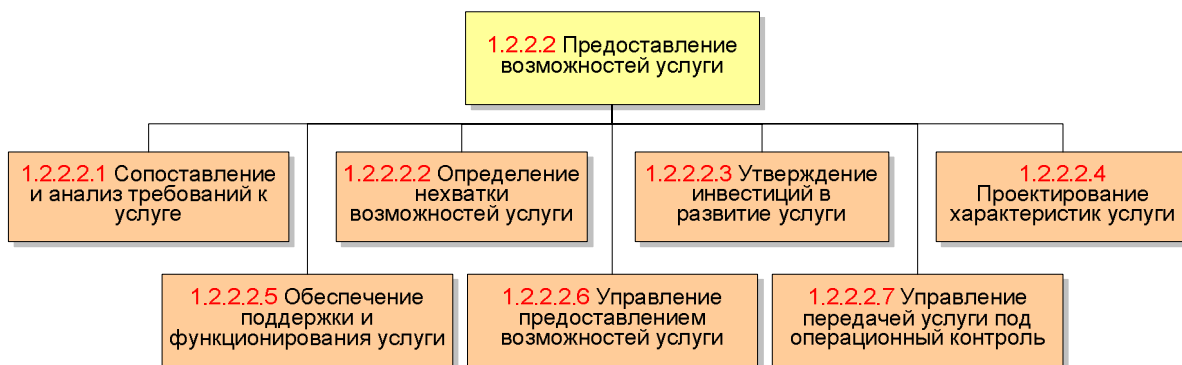 1.2.2.2 Предоставление
возможностей услуги
1.2.2.2.1 Сопоставление
и анализ требований к
услуге
1.2.2.2.2 Определение
нехватки
возможностей услуги
1.2.2.2.3 Утверждение
инвестиций в
развитие услуги
1.2.2.2.4
Проектирование
характеристик услуги
1.2.2.2.5 Обеспечение
поддержки и
функционирования услуги
1.2.2.2.6 Управление
предоставлением
возможностей услуги
1.2.2.2.7 Управление
передачей услуги под
операционный контроль